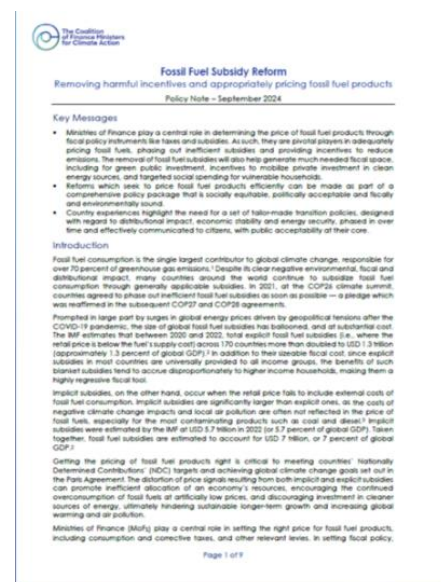 The Coalition
of Finance Ministers
for Climate Action
Fossil Fuel Subsidy Reform
Removing harmful incentives and appropriately pricing fossil fuel products
Policy Note – September 2024
Key Messages
• Ministries of Finance play a central role in determining the price of fossil fuel products through
fiscal policy instruments like taxes and subsidies. As such, they are pivotal players in adequately
pricing fossil fuels, phasing out inefficient subsidies and providing incentives to reduce
emissions. The removal of fossil fuel subsidies will also help generate much needed fiscal space,
including for green public investment, incentives to mobilize private investment in clean
energy sources, and targeted social spending for vulnerable households.
• Reforms which seek to price fossil fuel products efficiently can be made as part of a
comprehensive policy package that is socially equitable, politically acceptable and fiscally
and environmentally sound.
• Country experiences highlight the need for a set of tailor-made transition policies, designed
with regard to distributional impact, economic stability and energy security, phased in over
time and effectively communicated to citizens, with public acceptability at their core.
Introduction
Fossil fuel consumption is the single largest contributor to global climate change, responsible for
over 70 percent of greenhouse gas emissions.¹ Despite its clear negative environmental, fiscal and
distributional impact, many countries around the world continue to subsidize fossil fuel
consumption through generally applicable subsidies. In 2021, at the COP26 climate summit,
countries agreed to phase out inefficient fossil fuel subsidies as soon as possible — a pledge which
was reaffirmed in the subsequent COP27 and COP28 agreements.
Prompted in large part by surges in global energy prices driven by geopolitical tensions after the
COVID-19 pandemic, the size of global fossil fuel subsidies has ballooned, and at substantial cost.
The IMF estimates that between 2020 and 2022, total explicit fossil fuel subsidies (i.e., where the
retail price is below the fuel's supply cost) across 170 countries more than doubled to USD 1.3 trillion
(approximately 1.3 percent of global GDP).² In addition to their sizeable fiscal cost, since explicit
subsidies in most countries are universally provided to all income groups, the benefits of such
blanket subsidies tend to accrue disproportionately to higher income households, making them a
highly regressive fiscal tool.
Implicit subsidies, on the other hand, occur when the retail price fails to include external costs of
fossil fuel consumption. Implicit subsidies are significantly larger than explicit ones, as the costs of
negative climate change impacts and local air pollution are often not reflected in the price of
fossil fuels, especially for the most contaminating products such as coal and diesel.³ Implicit
subsidies were estimated by the IMF at USD 5.7 trillion in 2022 (or 5.7 percent of global GDP). Taken
together, fossil fuel subsidies are estimated to account for USD 7 trillion, or 7 percent of global
GDP.
Getting the pricing of fossil fuel products right is critical to meeting countries' Nationally
Determined Contributions' (NDC) targets and achieving global climate change goals set out in
the Paris Agreement. The distortion of price signals resulting from both implicit and explicit subsidies
can promote inefficient allocation of an economy's resources, encouraging the continued
overconsumption of fossil fuels at artificially low prices, and discouraging investment in cleaner
sources of energy, ultimately hindering sustainable longer-term growth and increasing global
warming and air pollution.
Ministries of Finance (MoFs) play a central role in setting the right price for fossil fuel products,
including consumption and corrective taxes, and other relevant levies. In setting fiscal policy,
Page 1 of 9